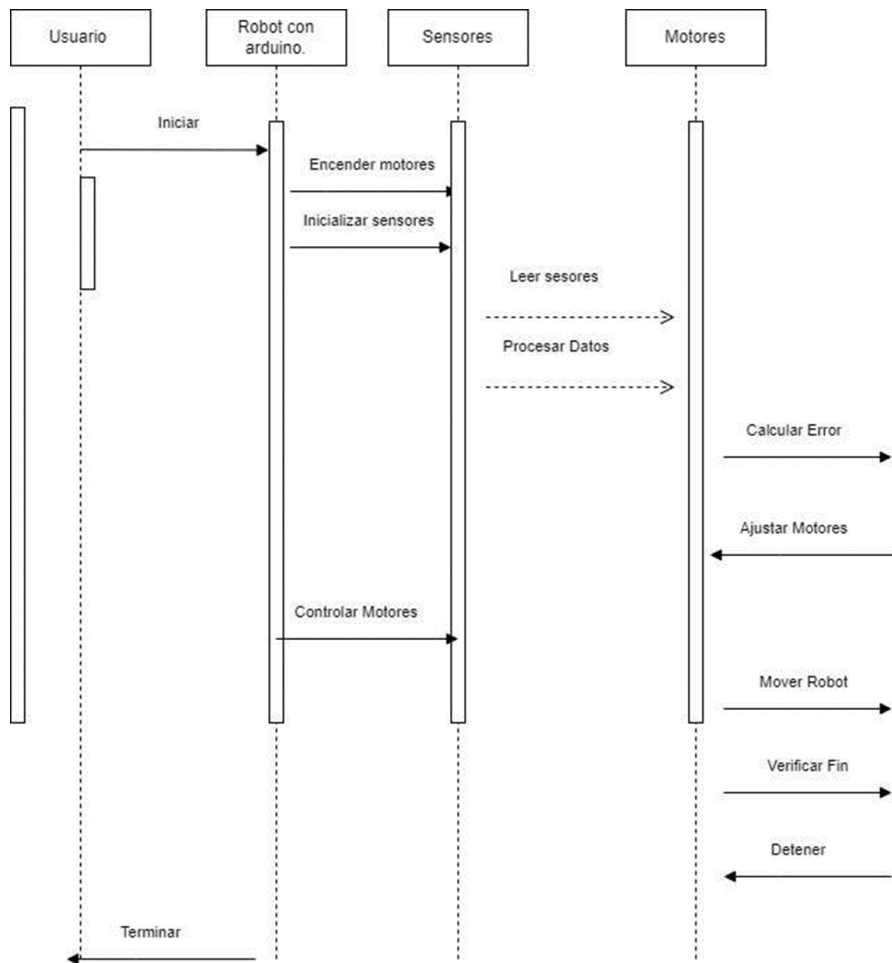 Usuario
Robot con
arduino.
Sensores
Motores
Iniciar
Encender motores
Inicializar sensores
Leer sesores
Procesar Datos
Calcular Error
Ajustar Motores
Controlar Motores
Mover Robot
Verificar Fin
Detener
Terminar